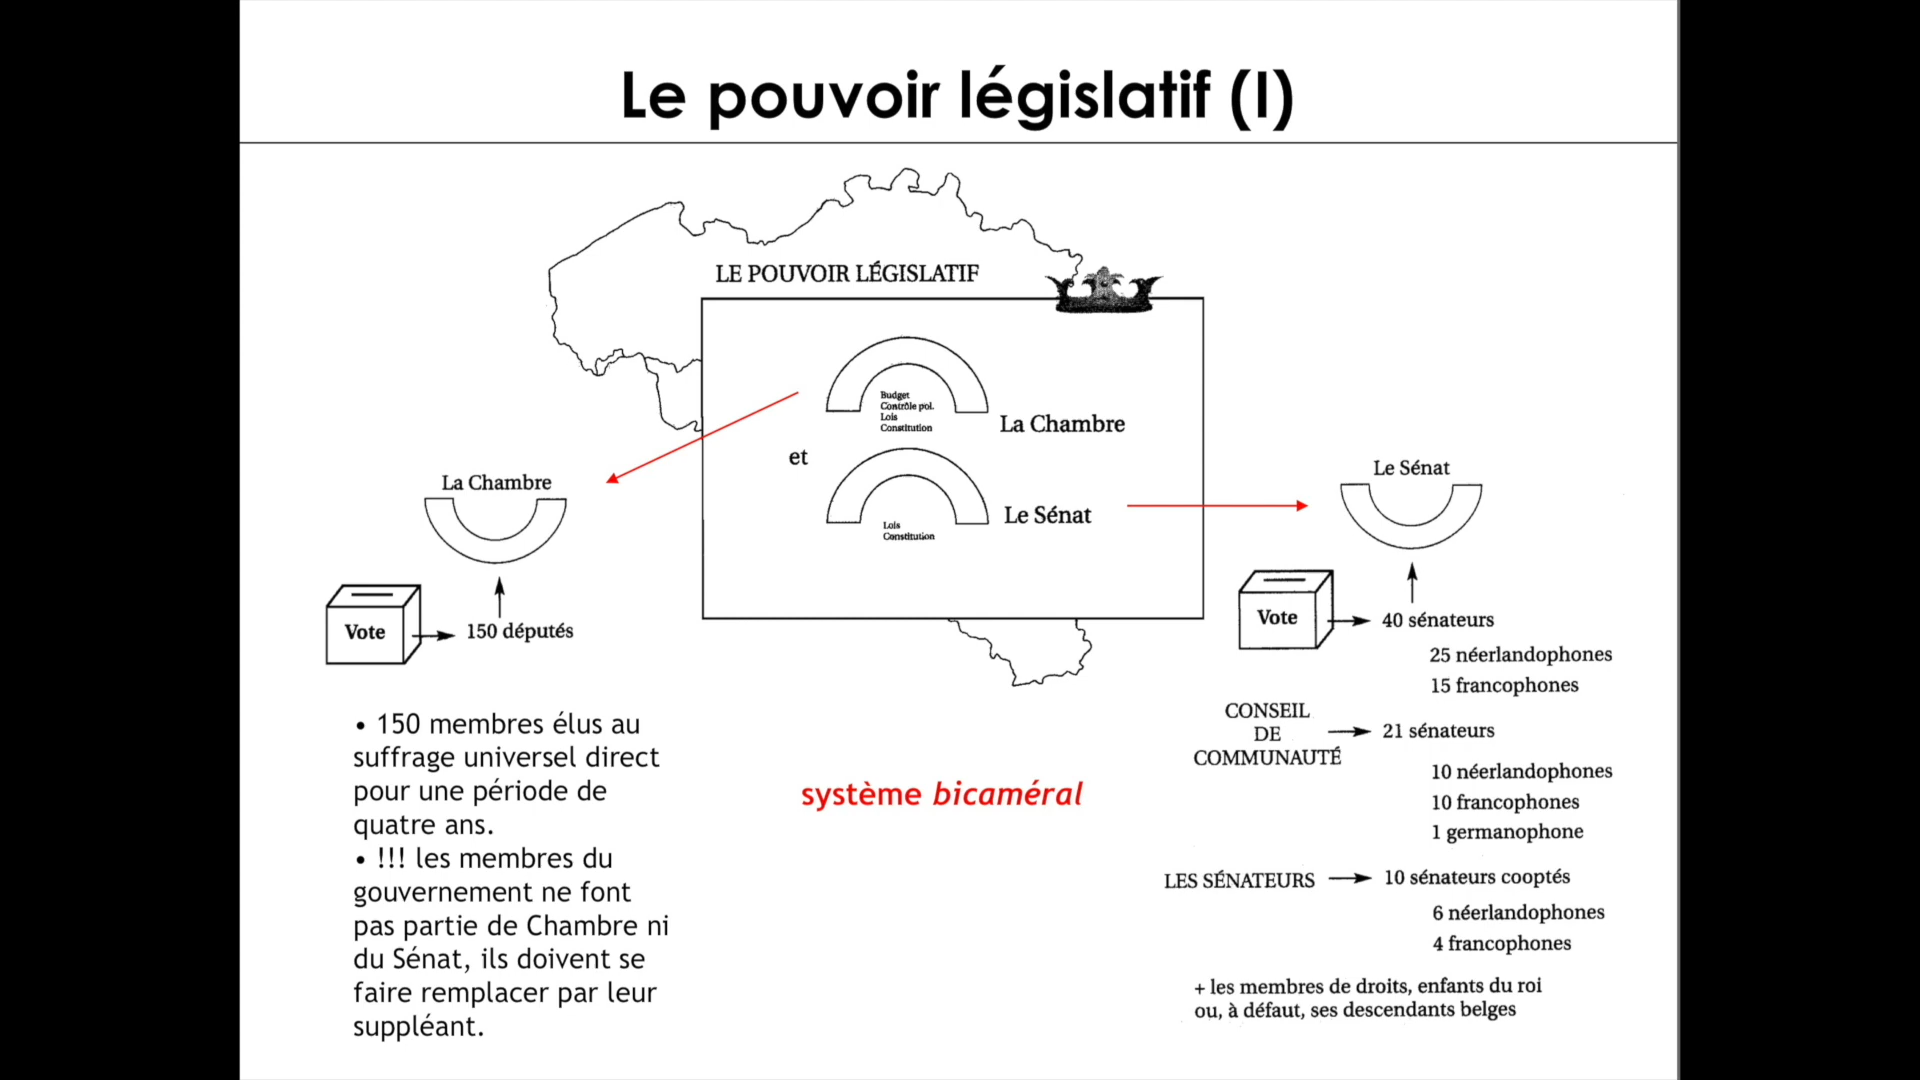 Le pouvoir législatif (I)
LE POUVOIR LÉGISLATIF
Budget
Contrôle pol.
Lois
Constitution
La Chambre
et
Lois
Constitution
Le Sénat
La Chambre
Vote
150 députés
• 150 membres élus au
suffrage universel direct
pour une période de
quatre ans.
• !!! les membres du
gouvernement ne font
pas partie de Chambre ni
du Sénat, ils doivent se
faire remplacer par leur
suppléant.
système bicaméral
Le Sénat
Vote
40 sénateurs
25 néerlandophones
15 francophones
CONSEIL
DE
COMMUNAUTÉ
21 sénateurs
10 néerlandophones
10 francophones
1 germanophone
LES SÉNATEURS
10 sénateurs cooptés
6 néerlandophones
4 francophones
+ les membres de droits, enfants du roi
ou, à défaut, ses descendants belges